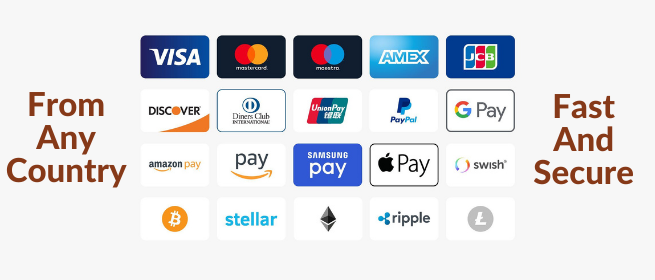 From
Any
Country
VISA
mastercard
maestro
AMEX
JCB
DISCOVER
Diners Club
INTERNATIONAL
UnionPay
银联
PayPal
G Pay
amazon pay
pay
SAMSUNG
pay
Pay
swish
stellar
ripple
Fast
And
Secure